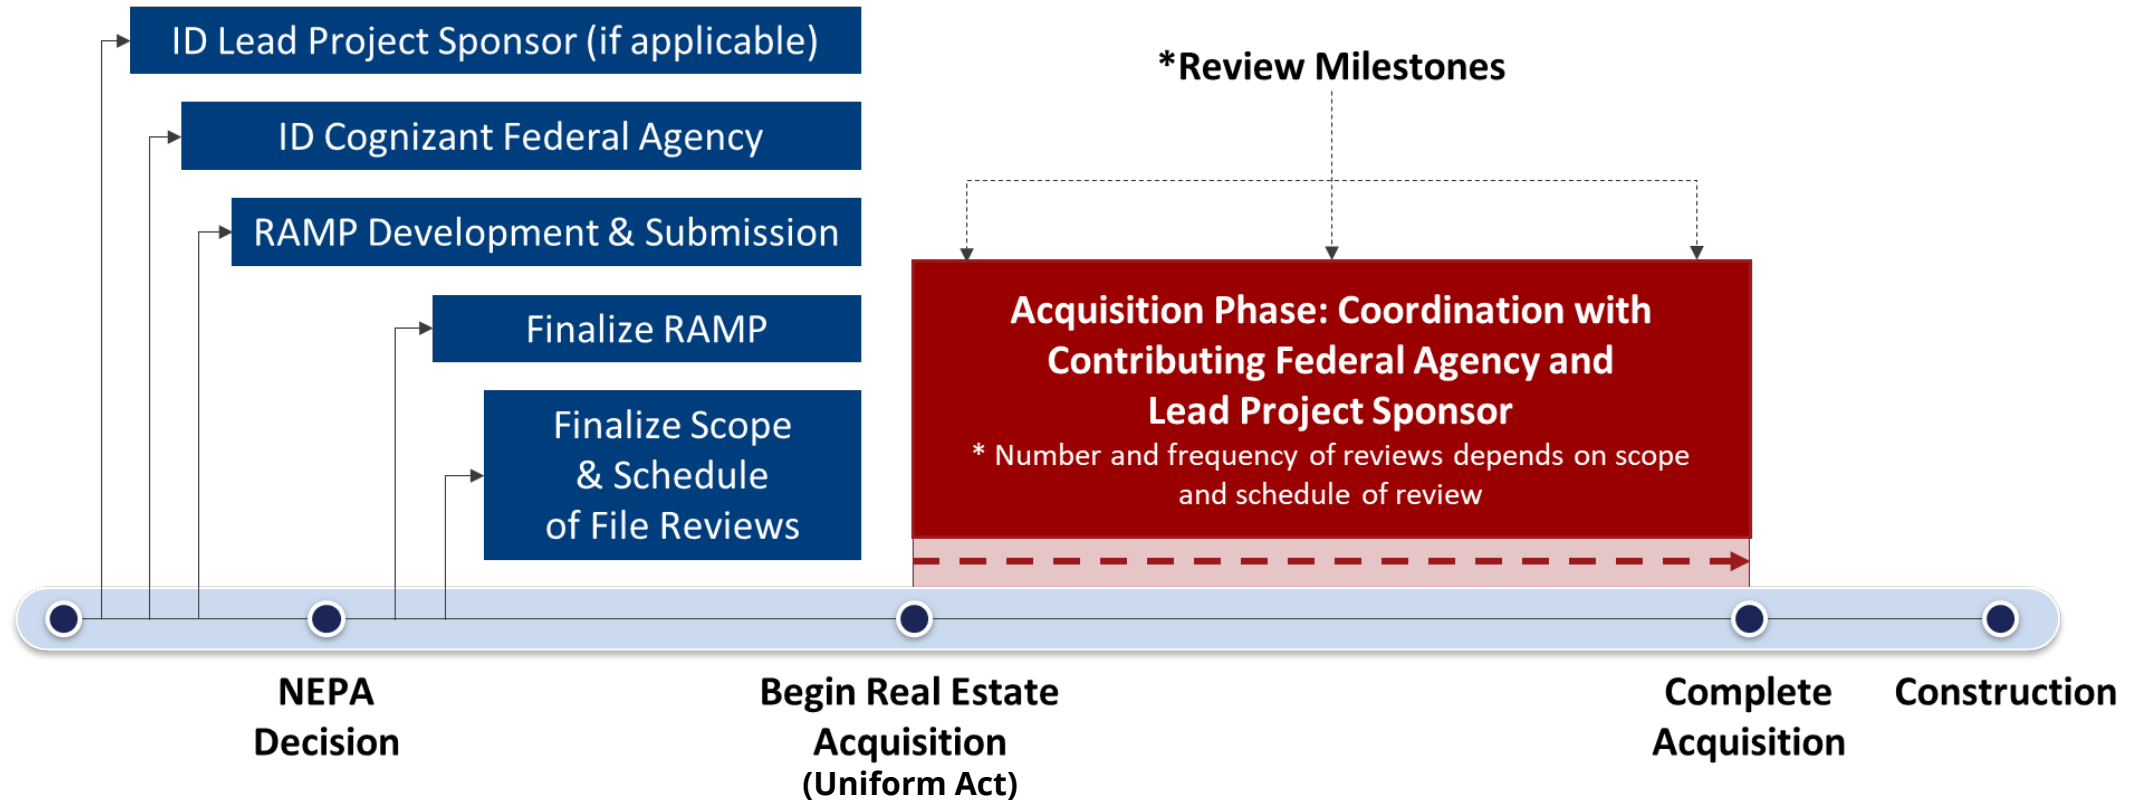 ID Lead Project Sponsor (if applicable)
ID Cognizant Federal Agency
RAMP Development & Submission
Finalize RAMP
Finalize Scope
& Schedule
of File Reviews
*Review Milestones
Acquisition Phase: Coordination with
Contributing Federal Agency and
Lead Project Sponsor
* Number and frequency of reviews depends on scope
and schedule of review
NEPA
Decision
Begin Real Estate
Acquisition
(Uniform Act)
Complete
Acquisition
Construction